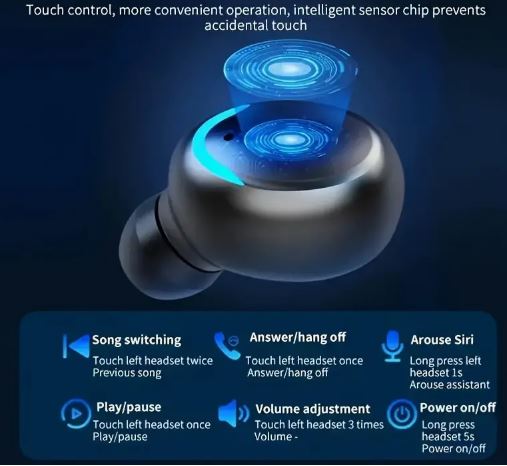 Touch control, more convenient operation, intelligent sensor chip prevents
accidental touch
Song switching
Touch left headset twice
Previous song
Answer/hang off
Touch left headset once
Answer/hang off
Arouse Siri
Long press left
headset 1s
Arouse assistant
Play/pause
Touch left headset once
Play/pause
Volume adjustment
Touch left headset 3 times
Volume -
Power on/off
Long press
headset 5s
Power on/off